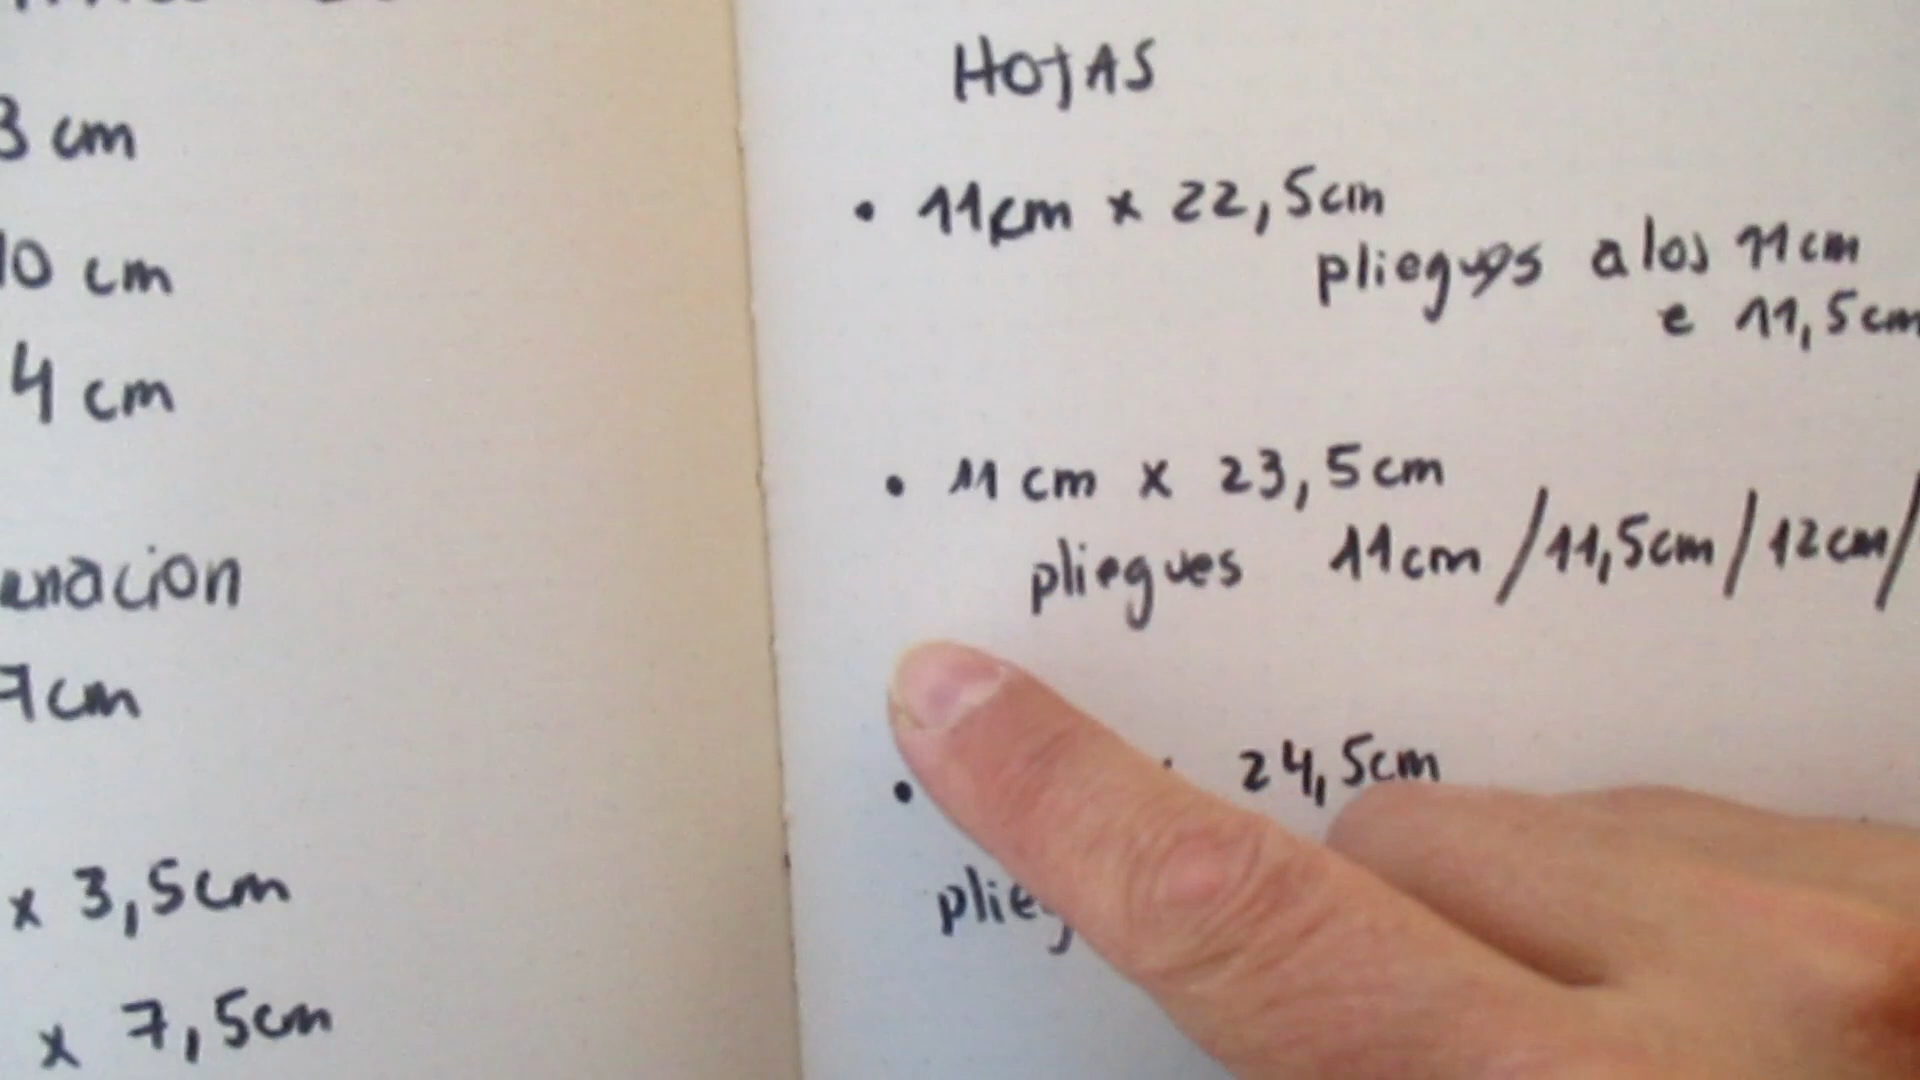 3 cm
10 cm
4 cm
7cm
x 3,5cm
x 7,5cm
HOJAS
• 11cm x 22,5cm
pliegues a los 11cm
e 11,5cm
• 11 cm x 23,5cm
pliegues 11cm /11,5cm/12cm/
• 24,5cm